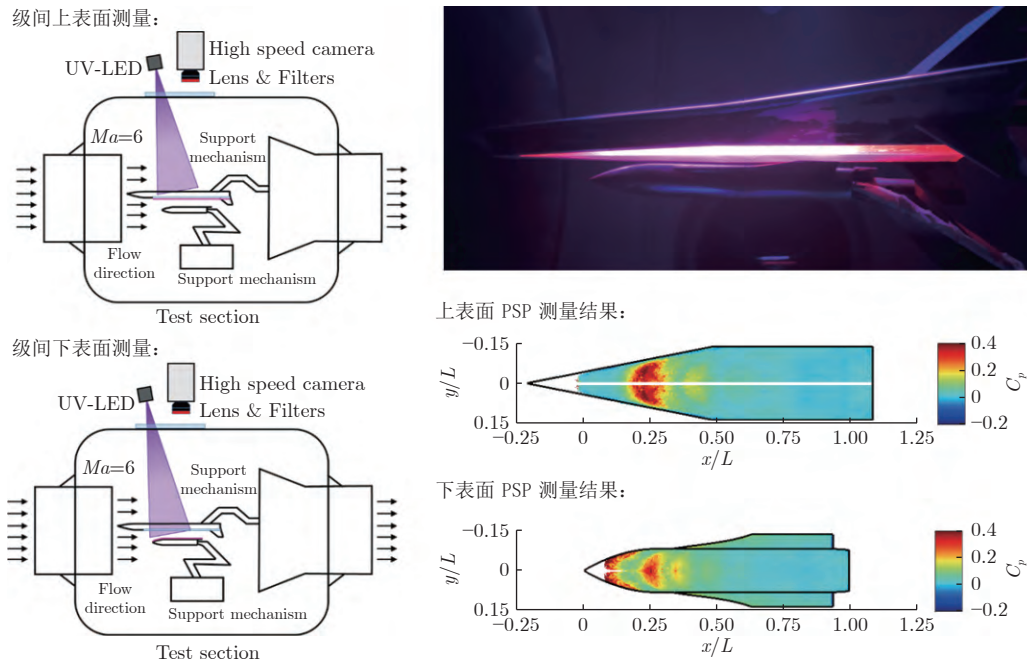 级间上表面测量：
High speed camera
UV-LED
Lens & Filters
Ma=6
Support
mechanism
Flow
direction
Support mechanism
Test section
级间下表面测量：
High speed camera
UV-LED
Lens & Filters
Ma=6
Support
mechanism
Flow
direction
Support mechanism
Test section
上表面 PSP 测量结果：
−0.15
0
0.15
y/L
−0.25 0 0.25 0.50 0.75 1.00 1.25
x/L
0.4
0.2
0
−0.2
Cp
下表面 PSP 测量结果：
−0.15
0
0.15
y/L
−0.25 0 0.25 0.50 0.75 1.00 1.25
x/L
0.4
0.2
0
−0.2
Cp